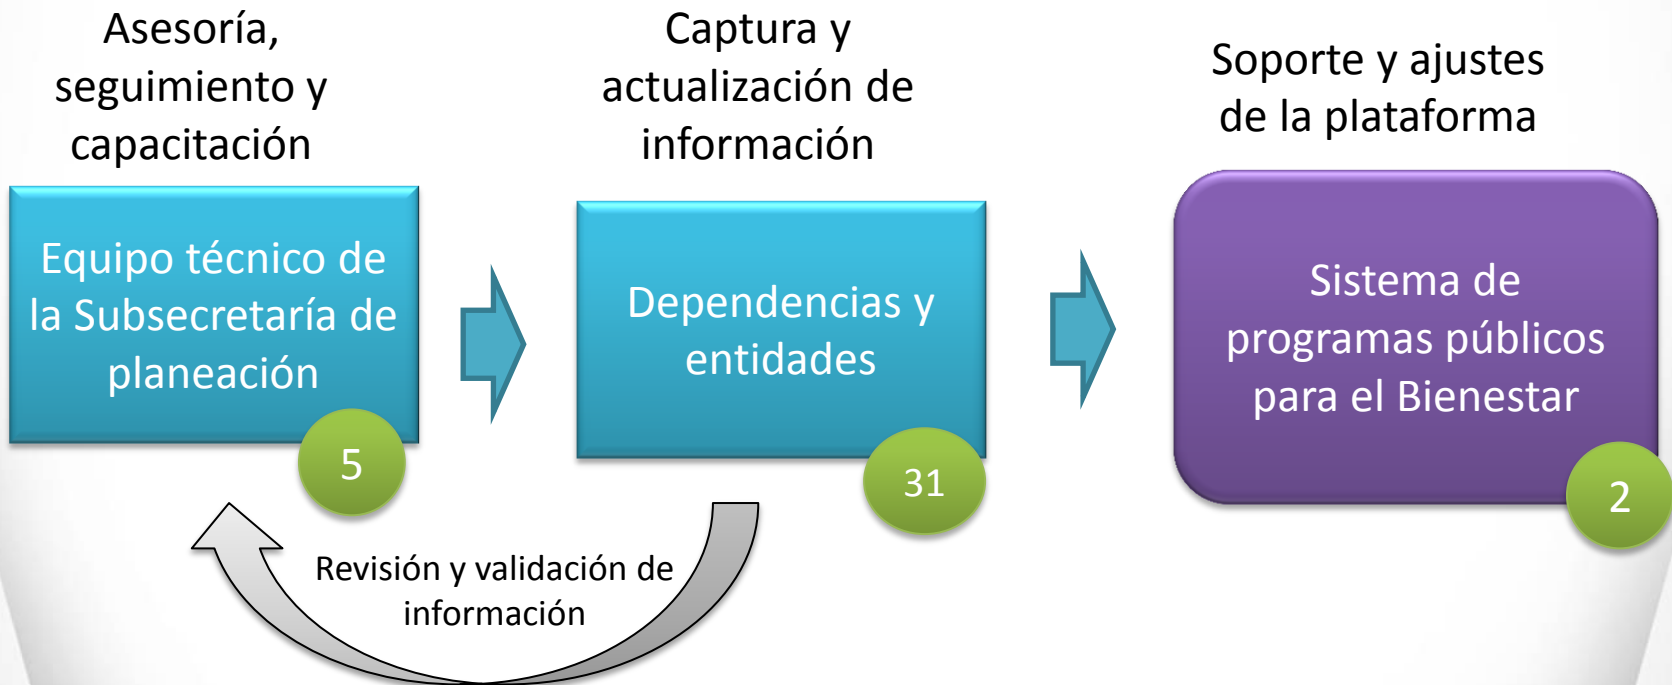 Asesoría,
seguimiento y
capacitación
Equipo técnico de
la Subsecretaría de
planeación
5
Captura y
actualización de
información
Dependencias y
entidades
31
Soporte y ajustes
de la plataforma
Sistema de
programas públicos
para el Bienestar
2
Revisión y validación de
información